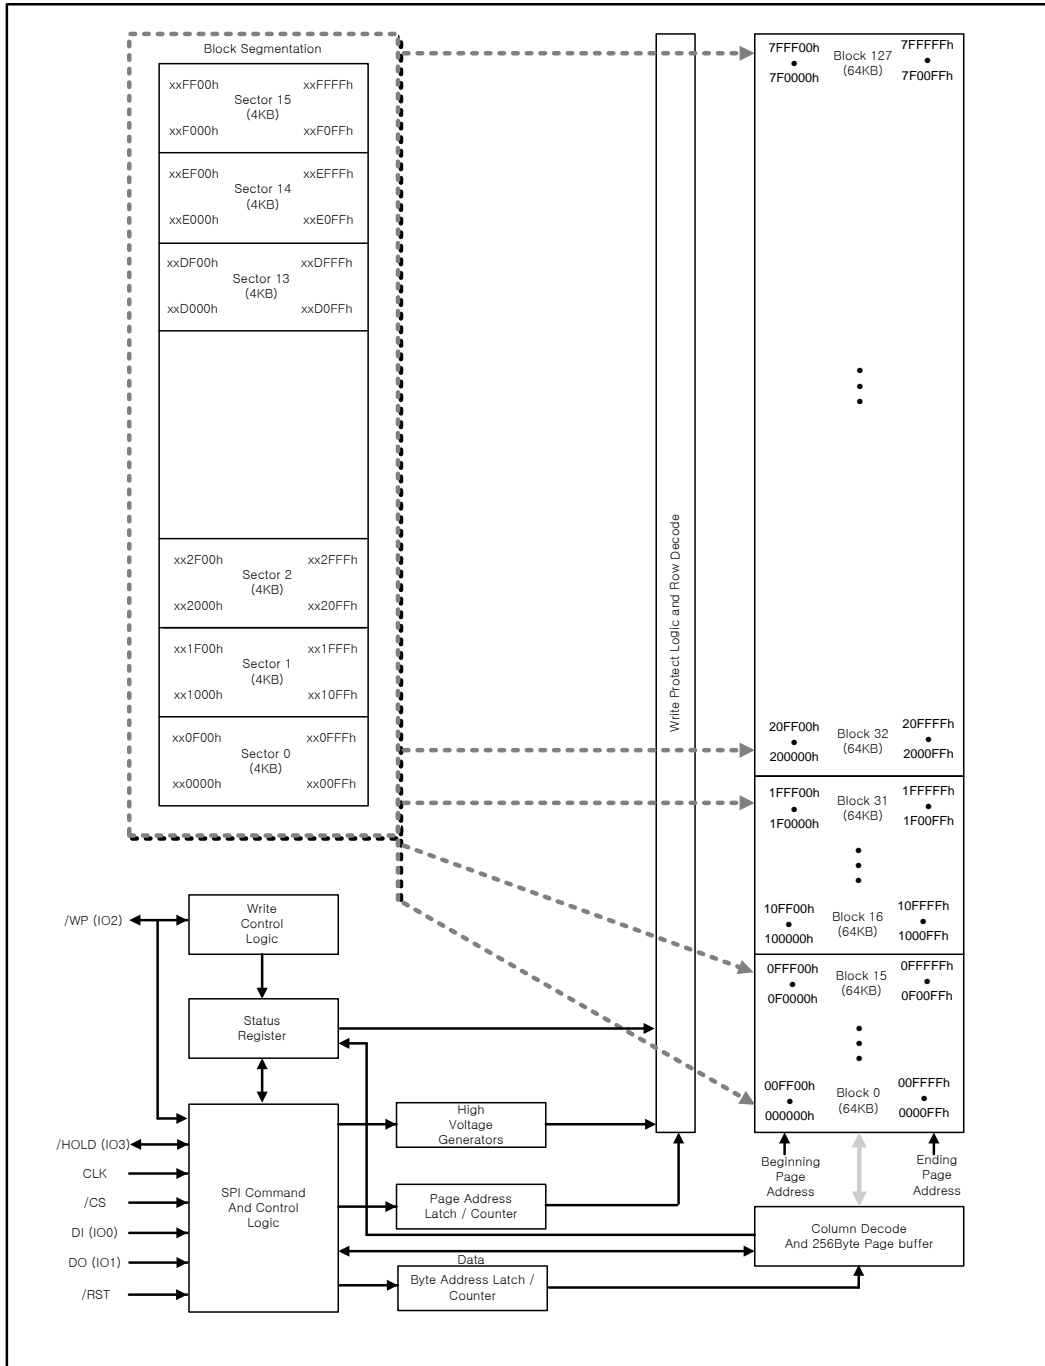 Block Segmentation
xxFF00h xxFFFFh
Sector 15
(4KB)
xxF000h xxF0FFh
xxEF00h xxEFFFh
Sector 14
(4KB)
xxE000h xxE0FFh
xxDF00h xxDFFFh
Sector 13
(4KB)
xxD000h xxD0FFh
xx2F00h xx2FFFh
Sector 2
(4KB)
xx2000h xx20FFh
xx1F00h xx1FFFh
Sector 1
(4KB)
xx1000h xx10FFh
xx0F00h xx0FFFh
Sector 0
(4KB)
xx0000h xx00FFh
Write Protect Logic and Row Decode
7FFF00h Block 127 7FFFFFh
(64KB)
7F0000h 7F00FFh
20FF00h Block 32 20FFFFh
(64KB)
200000h 2000FFh
1FFF00h Block 31 1FFFFFh
(64KB)
1F0000h 1F00FFh
10FF00h Block 16 10FFFFh
(64KB)
100000h 1000FFh
0FFF00h Block 15 0FFFFFh
(64KB)
0F0000h 0F00FFh
00FF00h Block 0 00FFFFh
(64KB)
000000h 0000FFh
Beginning
Page
Address
Ending
Page
Address
/WP (IO2)
Write
Control
Logic
Status
Register
/HOLD (IO3)
CLK
/CS
DI (IO0)
DO (IO1)
/RST
SPI Command
And Control
Logic
High
Voltage
Generators
Page Address
Latch / Counter
Data
Byte Address Latch /
Counter
Column Decode
And 256Byte Page buffer